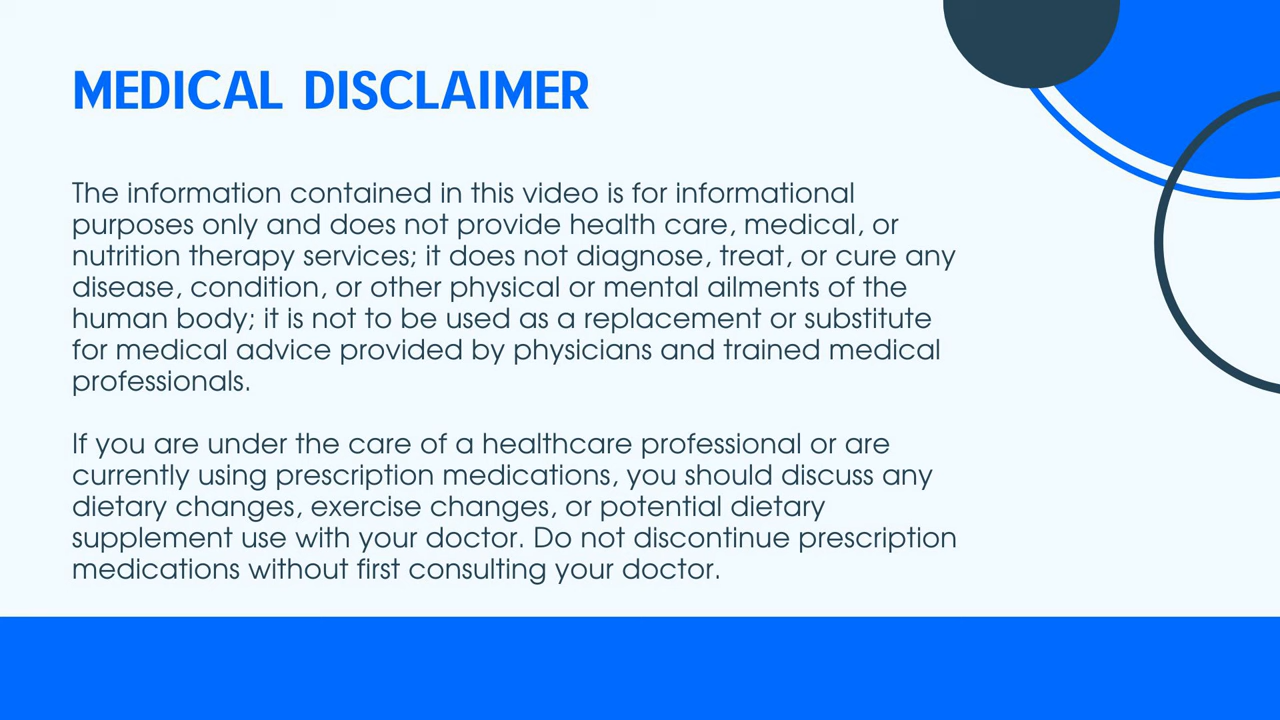 MEDICAL DISCLAIMER
The information contained in this video is for informational
purposes only and does not provide health care, medical, or
nutrition therapy services; it does not diagnose, treat, or cure any
disease, condition, or other physical or mental ailments of the
human body; it is not to be used as a replacement or substitute
for medical advice provided by physicians and trained medical
professionals.
If you are under the care of a healthcare professional or are
currently using prescription medications, you should discuss any
dietary changes, exercise changes, or potential dietary
supplement use with your doctor. Do not discontinue prescription
medications without first consulting your doctor.